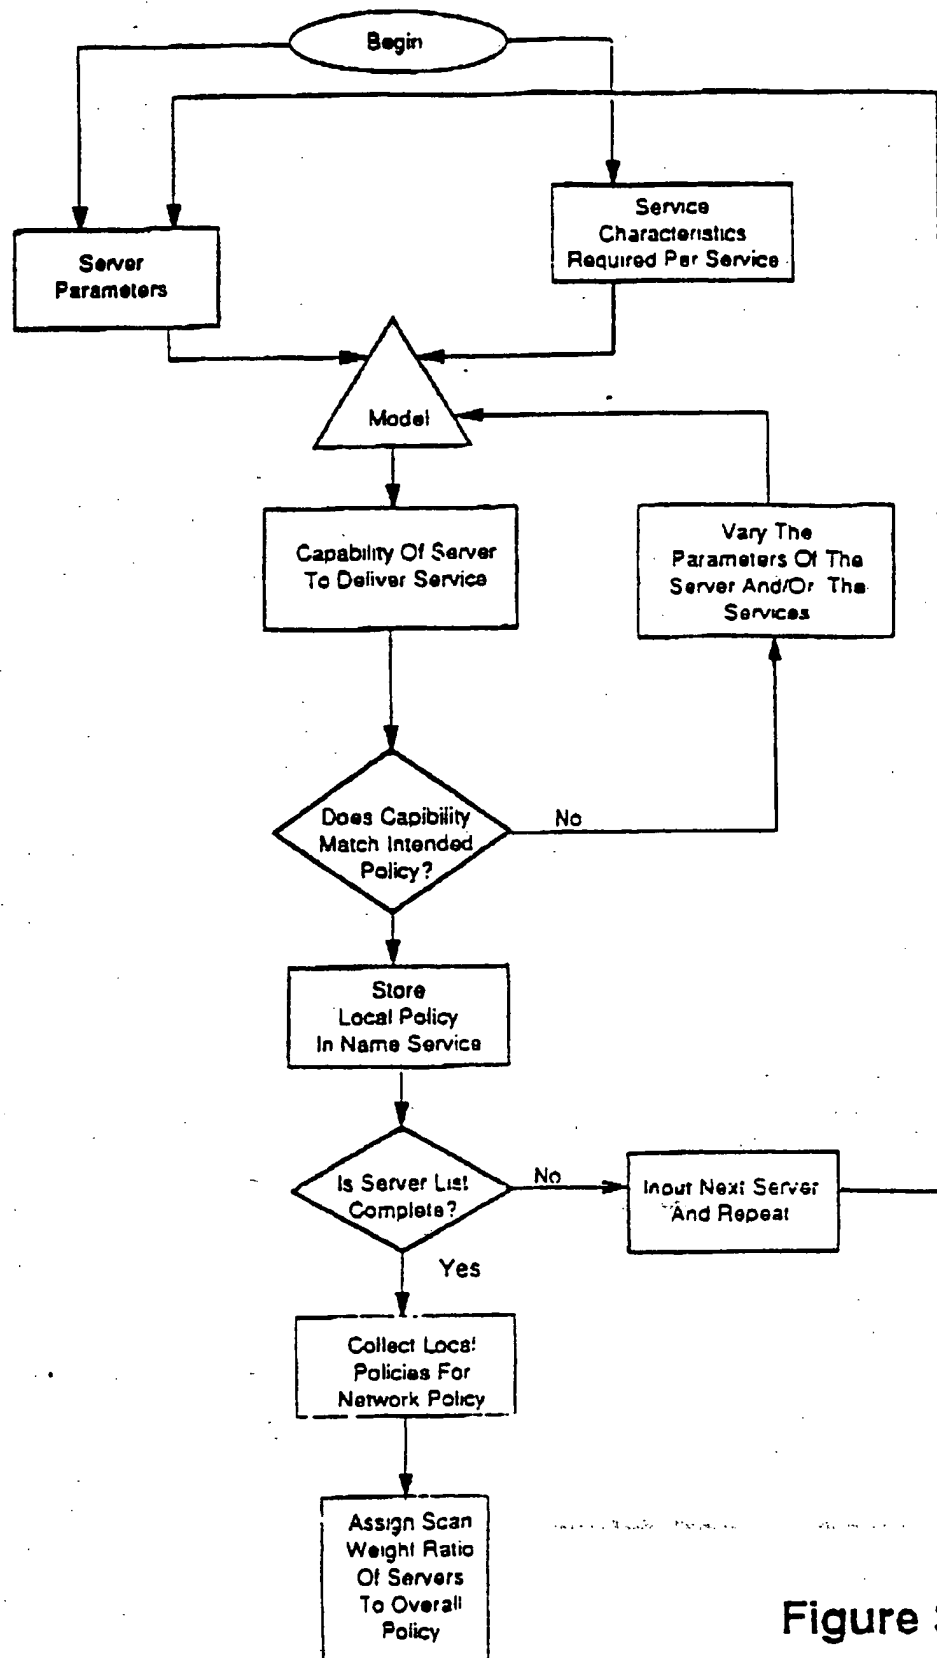 Begin
Service
Characteristics
Required Per Service
Server
Parameters
Model
Capability Of Server
To Deliver Service
Vary The
Parameters Of The
Server And/Or The
Services
Does Capibility
Match Intended
Policy?
No
Store
Local Policy
In Name Service
Is Server List
Complete?
No
Input Next Server
And Repeat
Yes
Collect Local
Policies For
Network Policy
Assign Scan
Weight Ratio
Of Servers
To Overall
Policy
Figure